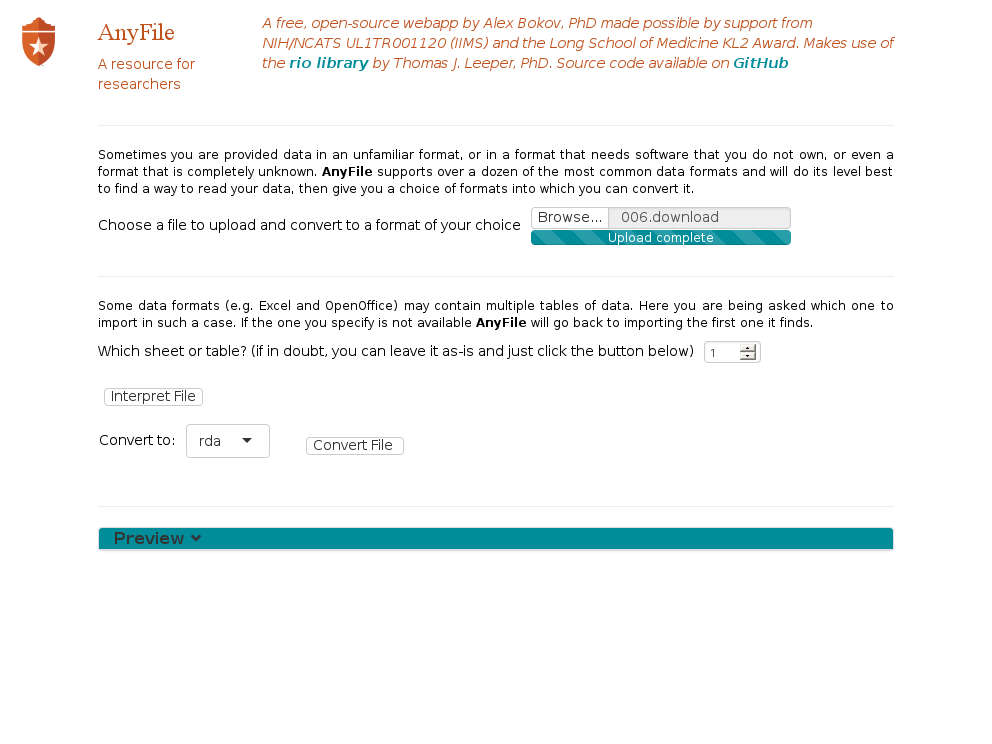 AnyFile
A resource for
researchers
A free, open-source webapp by Alex Bokov, PhD made possible by support from
NIH/NCATS UL1TR001120 (IIMS) and the Long School of Medicine KL2 Award. Makes use of
the rio library by Thomas J. Leeper, PhD. Source code available on GitHub
Sometimes you are provided data in an unfamiliar format, or in a format that needs software that you do not own, or even a
format that is completely unknown. AnyFile supports over a dozen of the most common data formats and will do its level best
to find a way to read your data, then give you a choice of formats into which you can convert it.
Choose a file to upload and convert to a format of your choice Browse... 006.download
Upload complete
Some data formats (e.g. Excel and OpenOffice) may contain multiple tables of data. Here you are being asked which one to
import in such a case. If the one you specify is not available AnyFile will go back to importing the first one it finds.
Which sheet or table? (if in doubt, you can leave it as-is and just click the button below) 1
Interpret File
Convert to: rda Convert File
Preview